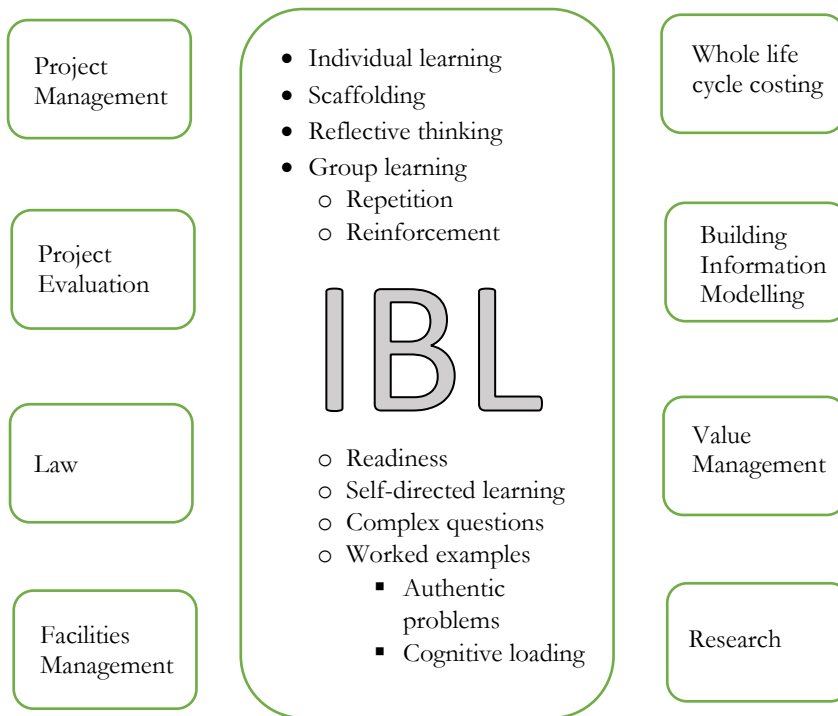 Project
Management
Project
Evaluation
Law
Facilities
Management
• Individual learning
• Scaffolding
• Reflective thinking
• Group learning
o Repetition
o Reinforcement
IBL
o Readiness
o Self-directed learning
o Complex questions
o Worked examples
▪ Authentic
problems
▪ Cognitive loading
Whole life
cycle costing
Building
Information
Modelling
Value
Management
Research